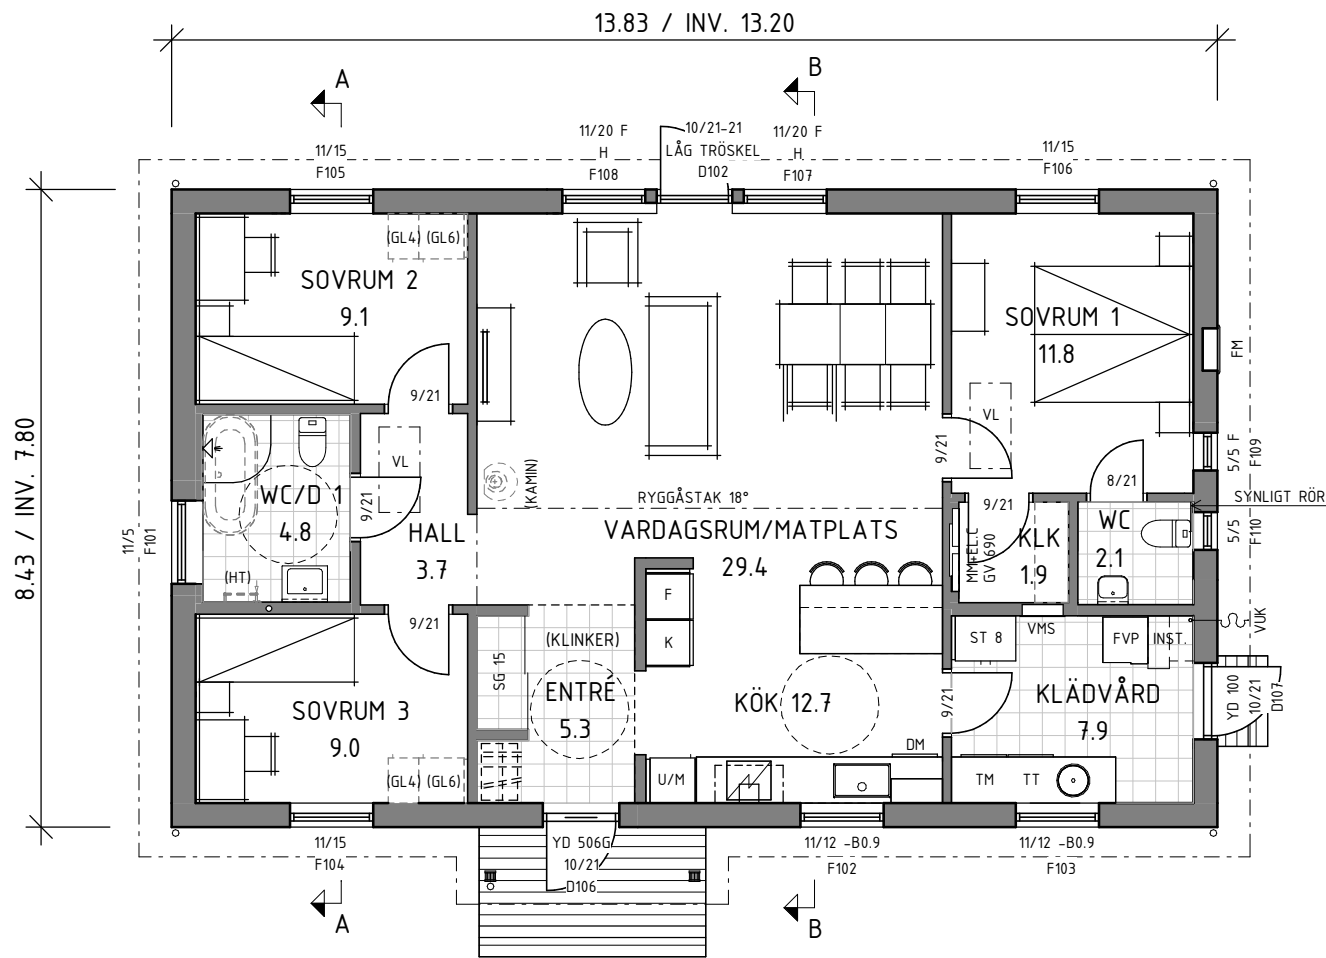 13.83 / INV. 13.20
A
B
11/15
F105
11/20 F
H
F108
10/21-21
LÅG TRÖSKEL
D102
11/20 F
H
F107
11/15
F106
8.43 / INV. 7.80
(GL4) (GL6)
SOVRUM 2
9.1
9/21
SOVRUM 1
11.8
FM
VL
9/21
8/21
5/5 F
F109
SYNLIGT RÖR
5/5
F110
11/5
F101
WC/D 1
4.8
(HT)
VL
9/21
HALL
3.7
(KAMIN)
RYGGÅSTAK 18°
VARDAGSRUM/MATPLATS
29.4
9/21
MM+EL.C
GV 690
KLK
1.9
WC
2.1
VUK
9/21
SOVRUM 3
9.0
(GL4) (GL6)
SG 15
(KLINKER)
ENTRÉ
5.3
F
K
KÖK 12.7
U/M
DM
9/21
ST 8
VMS
FVP
INST.
KLÄDVÅRD
7.9
TM
TT
YD 100
10/21
D107
11/15
F104
YD 506G
10/21
D106
11/12 -B0.9
F102
11/12 -B0.9
F103
A
B